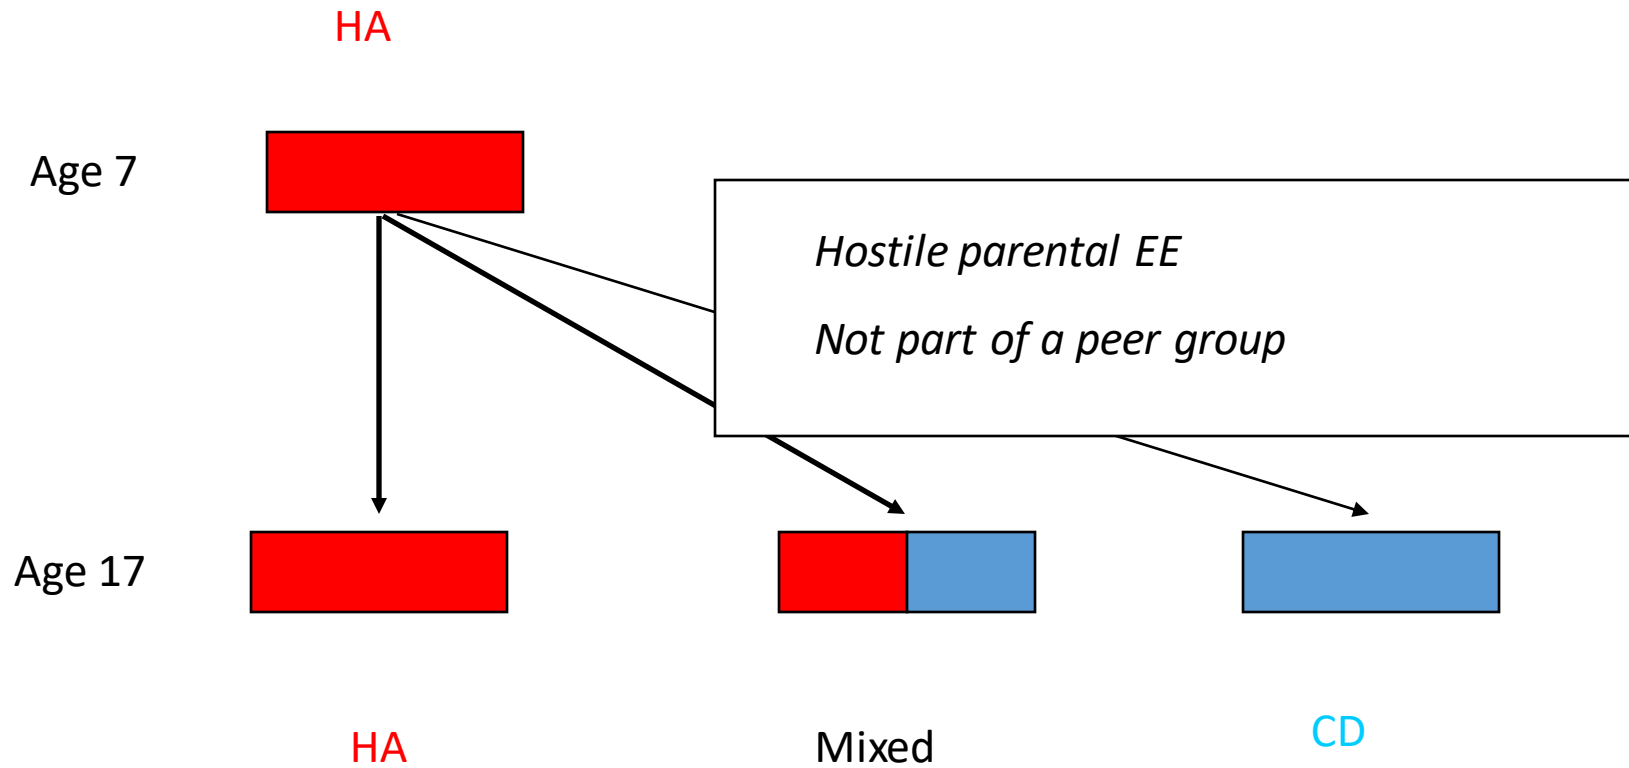 HA
Age 7
Hostile parental EE
Not part of a peer group
Age 17
HA
Mixed
CD